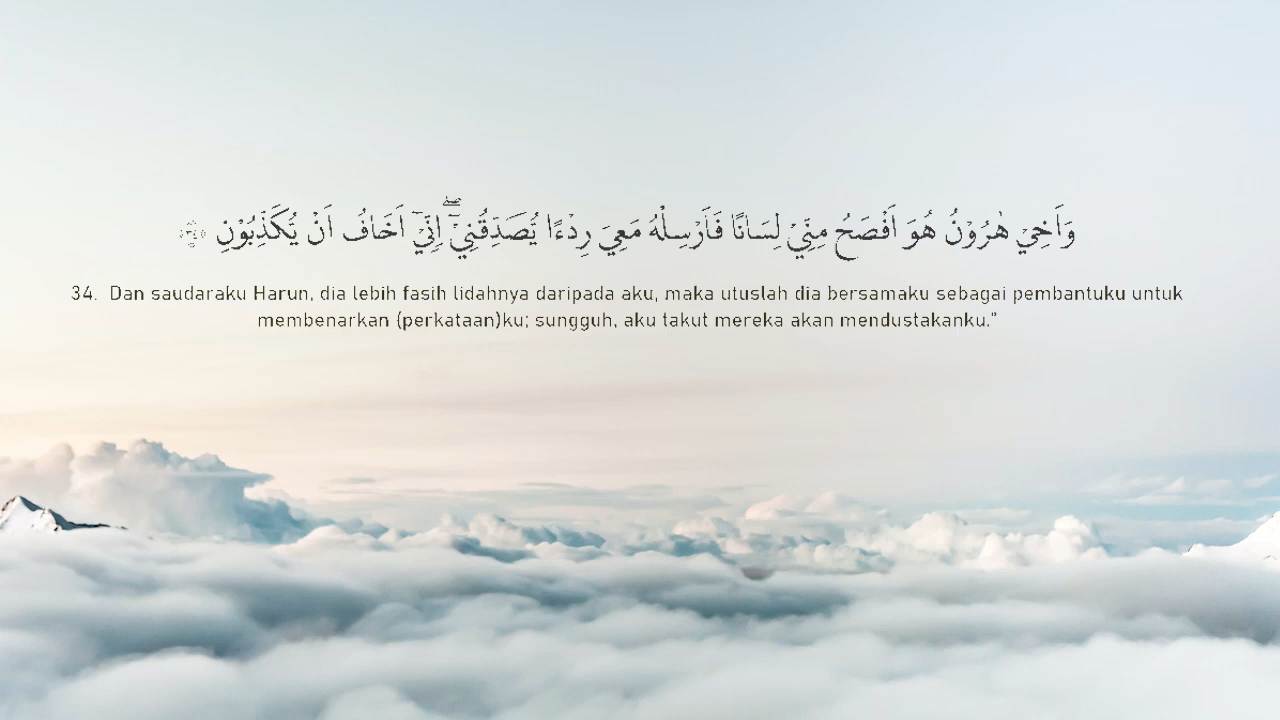 وَاَخِيْ هٰرُوْنُ هُوَ اَفْصَحُ مِنِّيْ لِسَانًا فَاَرْسِلْهُ مَعِيَ رِدْءًا يُّصَدِّقُنِيْٓ ۖاِنِّيْٓ اَخَافُ اَنْ يُّكَذِّبُوْنِ ﴿٣٤﴾
34. Dan saudaraku Harun, dia lebih fasih lidahnya daripada aku, maka utuslah dia bersamaku sebagai pembantuku untuk
membenarkan (perkataan)ku; sungguh, aku takut mereka akan mendustakanku."